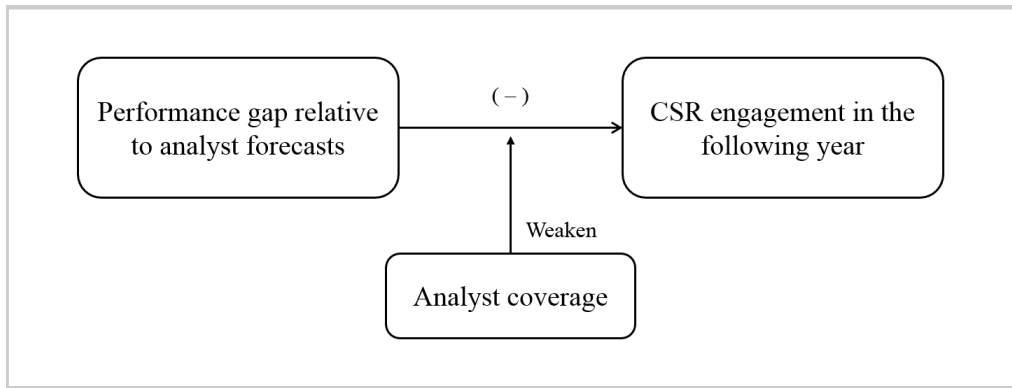 Performance gap relative
to analyst forecasts
( – )
CSR engagement in the
following year
Weaken
Analyst coverage